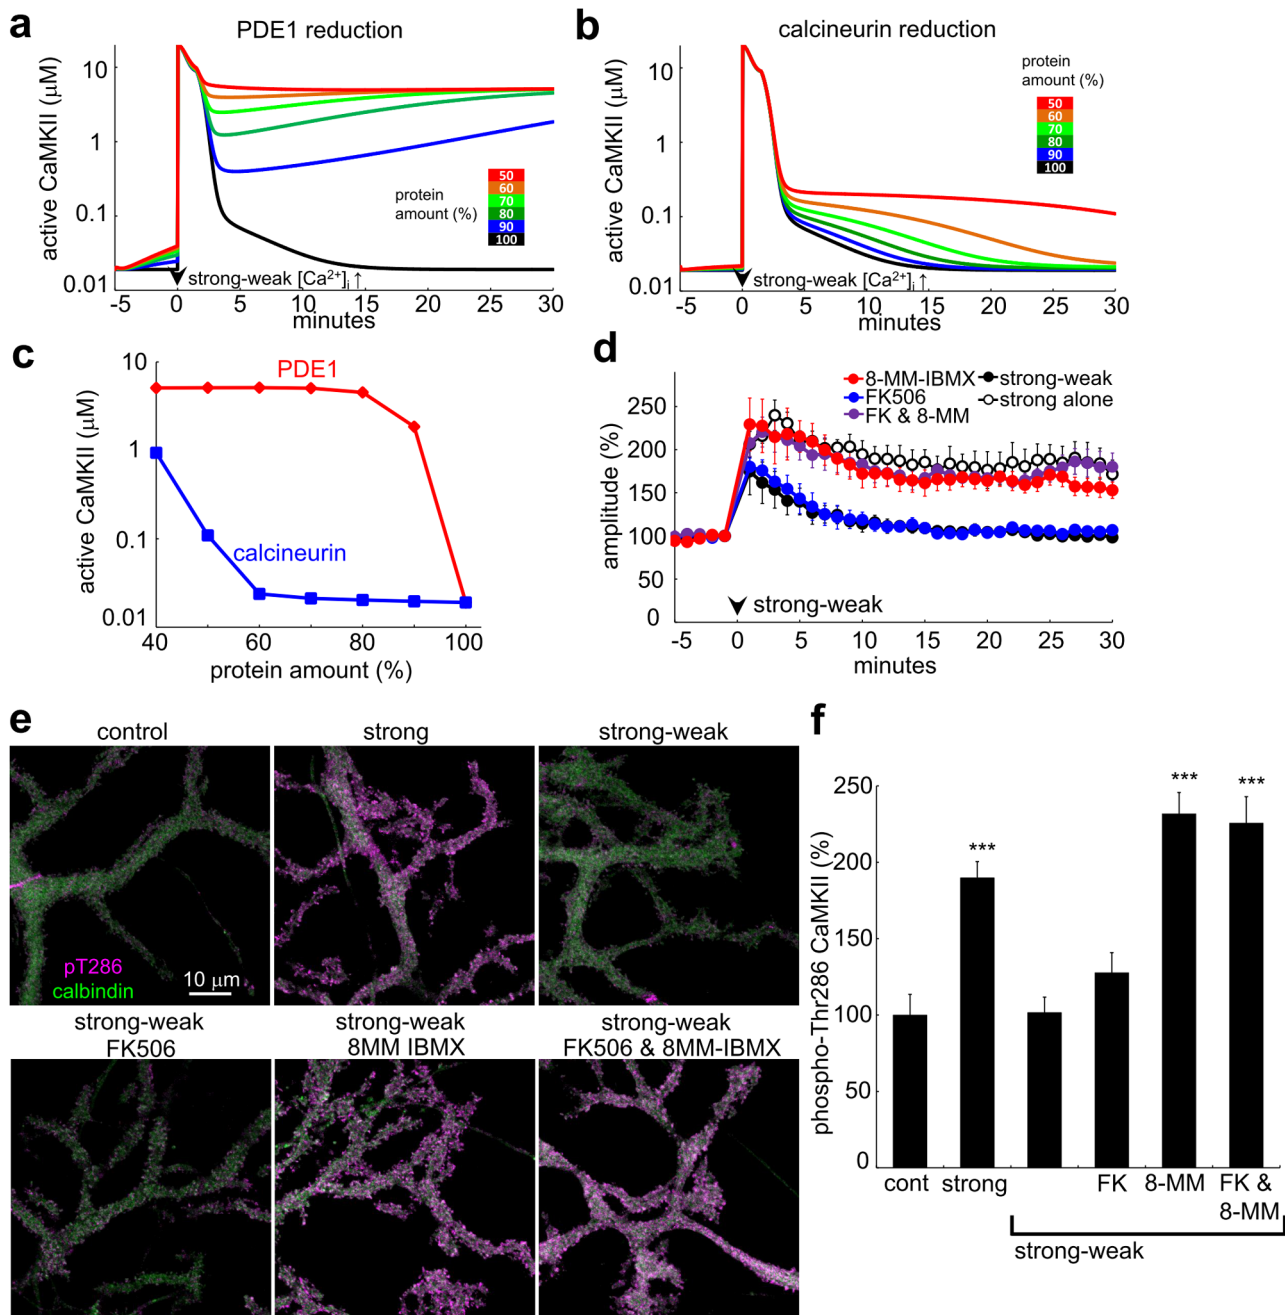 a
PDE1 reduction
active CaMKII (μM)
10
1
0.1
0.01
protein
amount (%)
50
60
70
80
90
100
strong-weak [Ca²⁺]ᵢ ↑
-5
0
5
10
15
20
25
30
minutes
b
calcineurin reduction
active CaMKII (μM)
10
1
0.1
0.01
protein
amount (%)
50
60
70
80
90
100
strong-weak [Ca²⁺]ᵢ ↑
-5
0
5
10
15
20
25
30
minutes
c
active CaMKII (μM)
10
1
0.1
0.01
PDE1
calcineurin
40
60
80
100
protein amount (%)
d
amplitude (%)
250
200
150
100
50
0
8-MM-IBMX
FK506
FK & 8-MM
strong-weak
strong alone
strong-weak
-5
0
5
10
15
20
25
30
minutes
e
control
strong
strong-weak
pT286
calbindin
10 μm
strong-weak
FK506
strong-weak
8MM IBMX
strong-weak
FK506 & 8MM-IBMX
f
phospho-Thr286 CaMKII (%)
250
200
150
100
50
0
***
***
***
cont
strong
FK
8-MM
FK &
8-MM
strong-weak